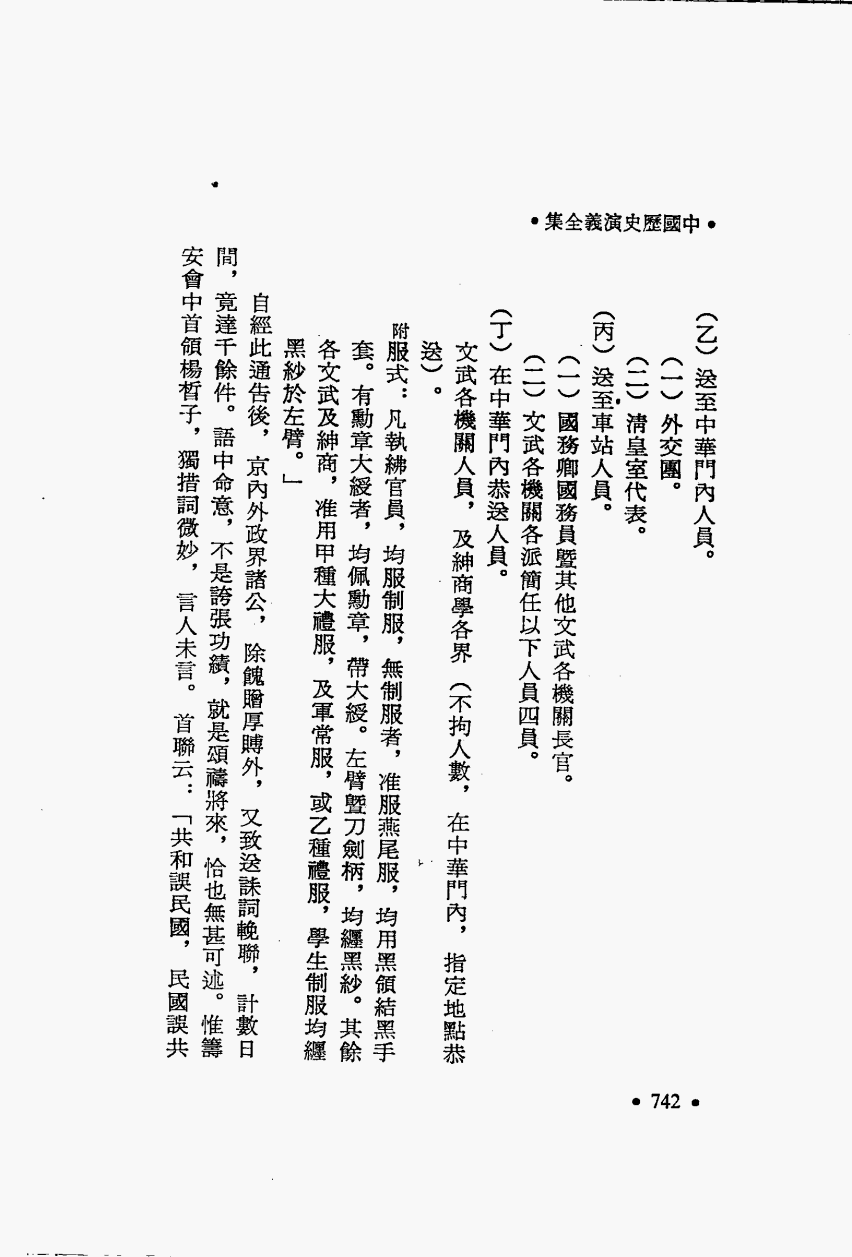 •中國歷史演義全集•
（乙）送至中華門內人員。
（一）外交團。
（二）清皇室代表。
（丙）送至車站人員。
（一）國務卿國務員暨其他文武各機關長官。
（二）文武各機關各派簡任以下人員四員。
（丁）在中華門內恭送人員。
文武各機關人員，及紳商學各界（不拘人數，在中華門內，指定地點恭
送）。
附服式：凡執紼官員，均服制服，無制服者，准服燕尾服，均用黑領結黑手
套。有勳章大綬者，均佩勳章，帶大綬。左臂暨刀劍柄，均纏黑紗。其餘
各文武及紳商，准用甲種大禮服，及軍常服，或乙種禮服，學生制服均纏
黑紗於左臂。」
自經此通告後，京內外政界諸公，除餽贈厚賻外，又致送誄詞輓聯，計數日
間，竟達千餘件。語中命意，不是誇張功績，就是頌禱將來，恰也無甚可述。惟籌
安會中首領楊晳子，獨措詞微妙，言人未言。首聯云：「共和誤民國，民國誤共
•742•